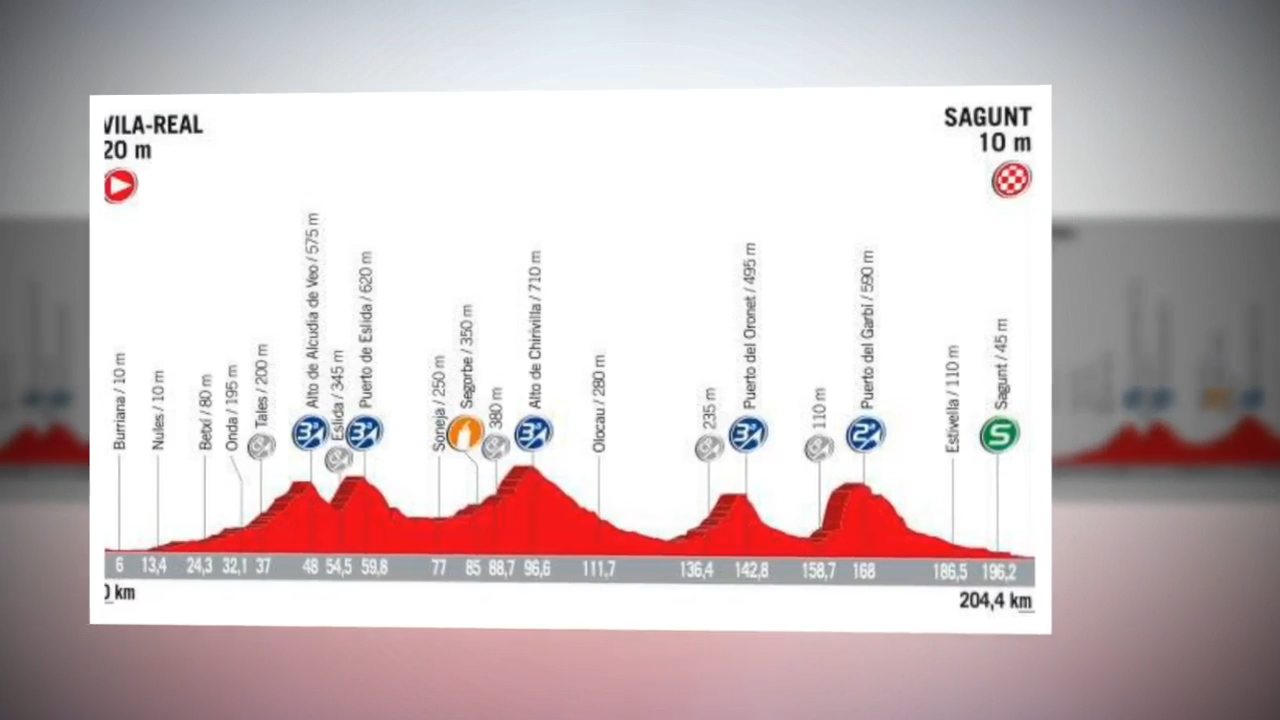 VILA-REAL
20 m
SAGUNT
10 m
Burriana / 10 m
Nules / 10 m
Betxí / 80 m
Onda / 195 m
Tales / 200 m
Alto de Alcudia de Veo / 575 m
Eslida / 345 m
Puerto de Eslida / 620 m
Soneja / 250 m
Segorbe / 350 m
380 m
Alto de Chirivilla / 710 m
Olocau / 280 m
235 m
Puerto del Oronet / 495 m
110 m
Puerto del Garbí / 590 m
Estivella / 110 m
Sagunt / 45 m
3ª
3ª
3ª
3ª
2ª
S
6 13,4 24,3 32,1 37 48 54,5 59,8 77 85 88,7 96,6 111,7 136,4 142,8 158,7 168 186,5 196,2
0 km
204,4 km